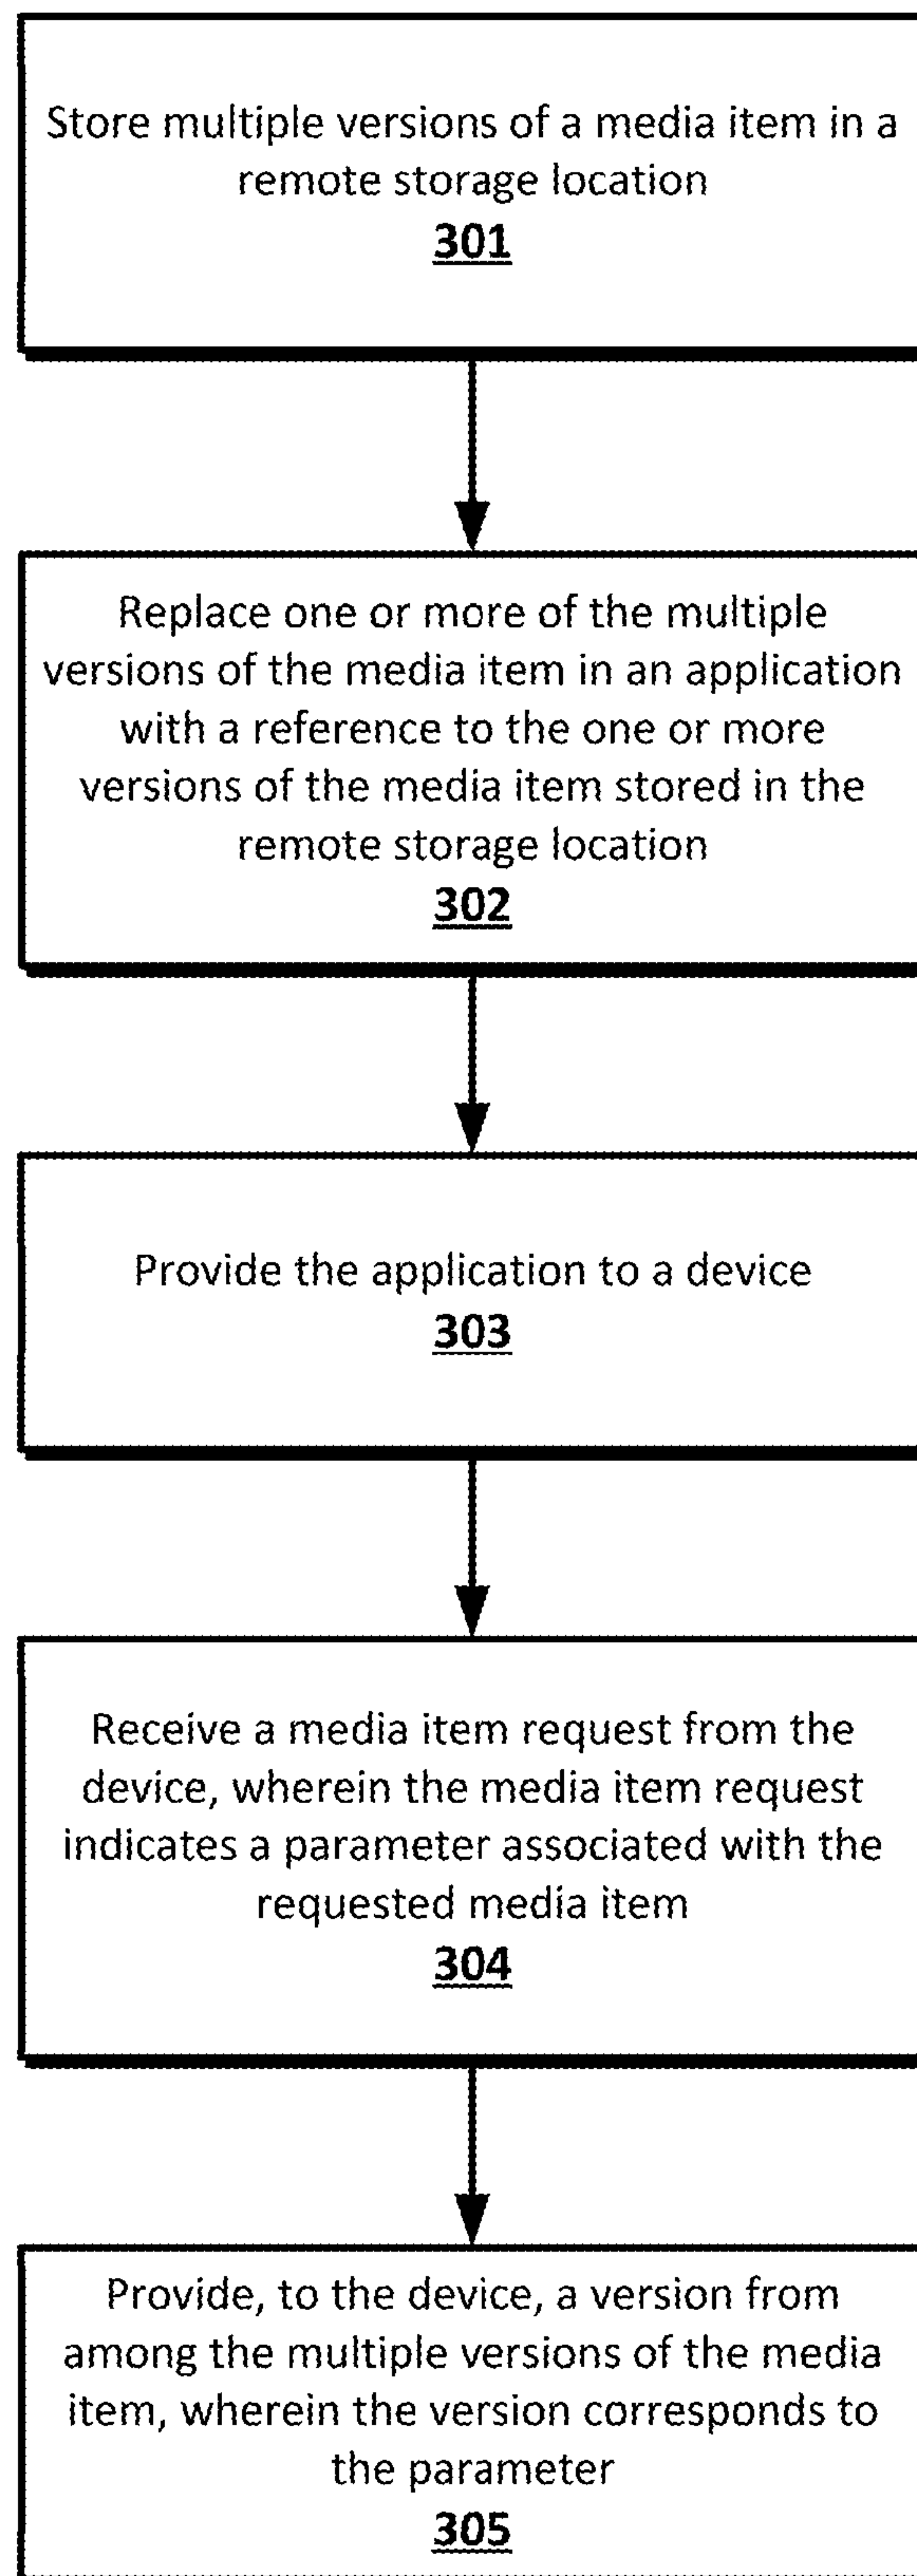 Store multiple versions of a media item in a
remote storage location
301
Replace one or more of the multiple
versions of the media item in an application
with a reference to the one or more
versions of the media item stored in the
remote storage location
302
Provide the application to a device
303
Receive a media item request from the
device, wherein the media item request
indicates a parameter associated with the
requested media item
304
Provide, to the device, a version from
among the multiple versions of the media
item, wherein the version corresponds to
the parameter
305